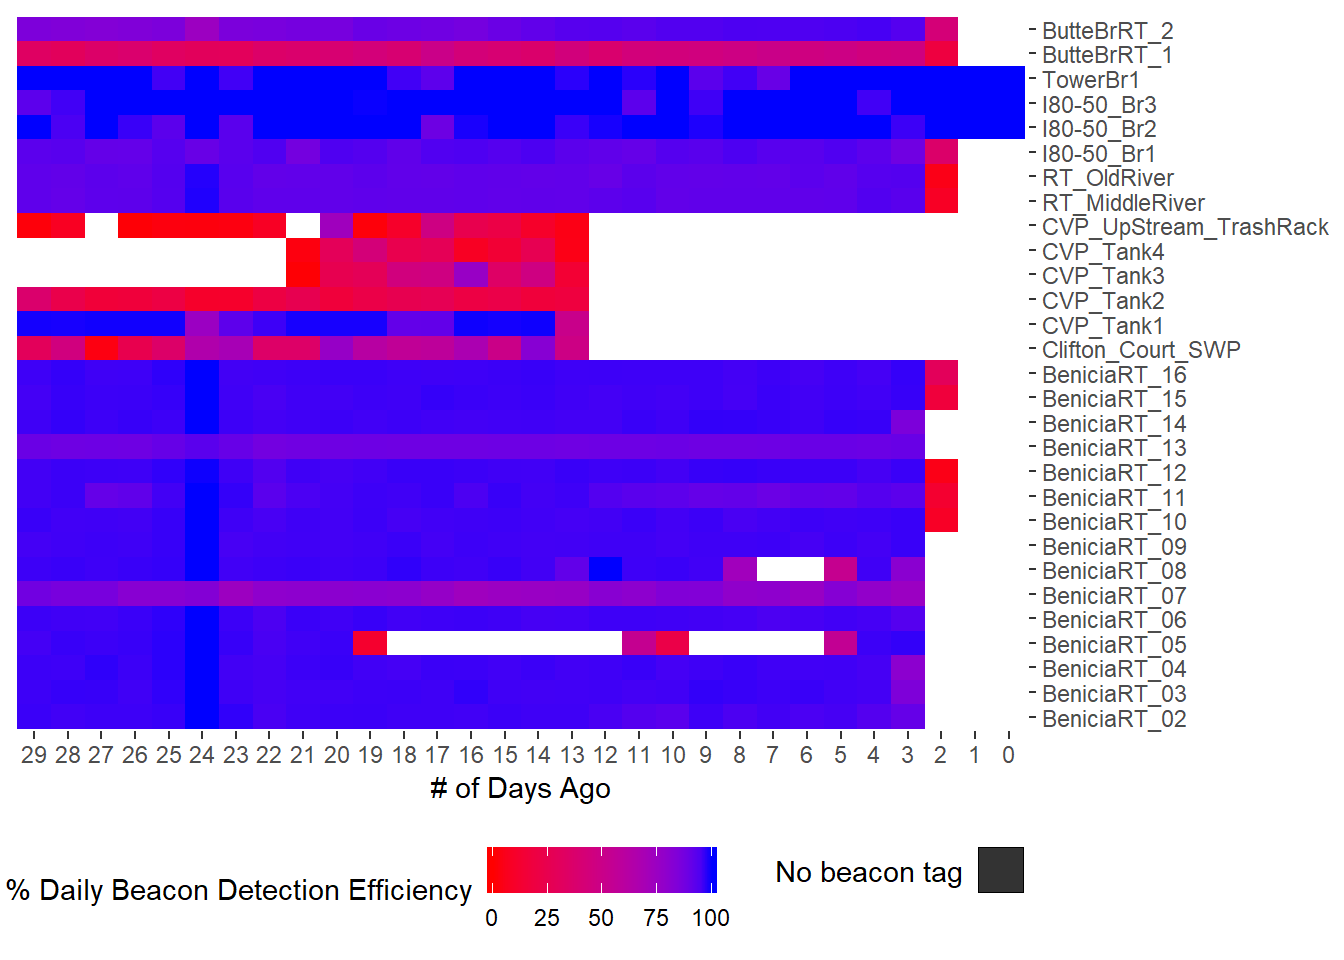 ButteBrRT_2
ButteBrRT_1
TowerBr1
I80-50_Br3
I80-50_Br2
I80-50_Br1
RT_OldRiver
RT_MiddleRiver
CVP_UpStream_TrashRack
CVP_Tank4
CVP_Tank3
CVP_Tank2
CVP_Tank1
Clifton_Court_SWP
BeniciaRT_16
BeniciaRT_15
BeniciaRT_14
BeniciaRT_13
BeniciaRT_12
BeniciaRT_11
BeniciaRT_10
BeniciaRT_09
BeniciaRT_08
BeniciaRT_07
BeniciaRT_06
BeniciaRT_05
BeniciaRT_04
BeniciaRT_03
BeniciaRT_02
29 28 27 26 25 24 23 22 21 20 19 18 17 16 15 14 13 12 11 10 9 8 7 6 5 4 3 2 1 0
# of Days Ago
% Daily Beacon Detection Efficiency
0 25 50 75 100
No beacon tag